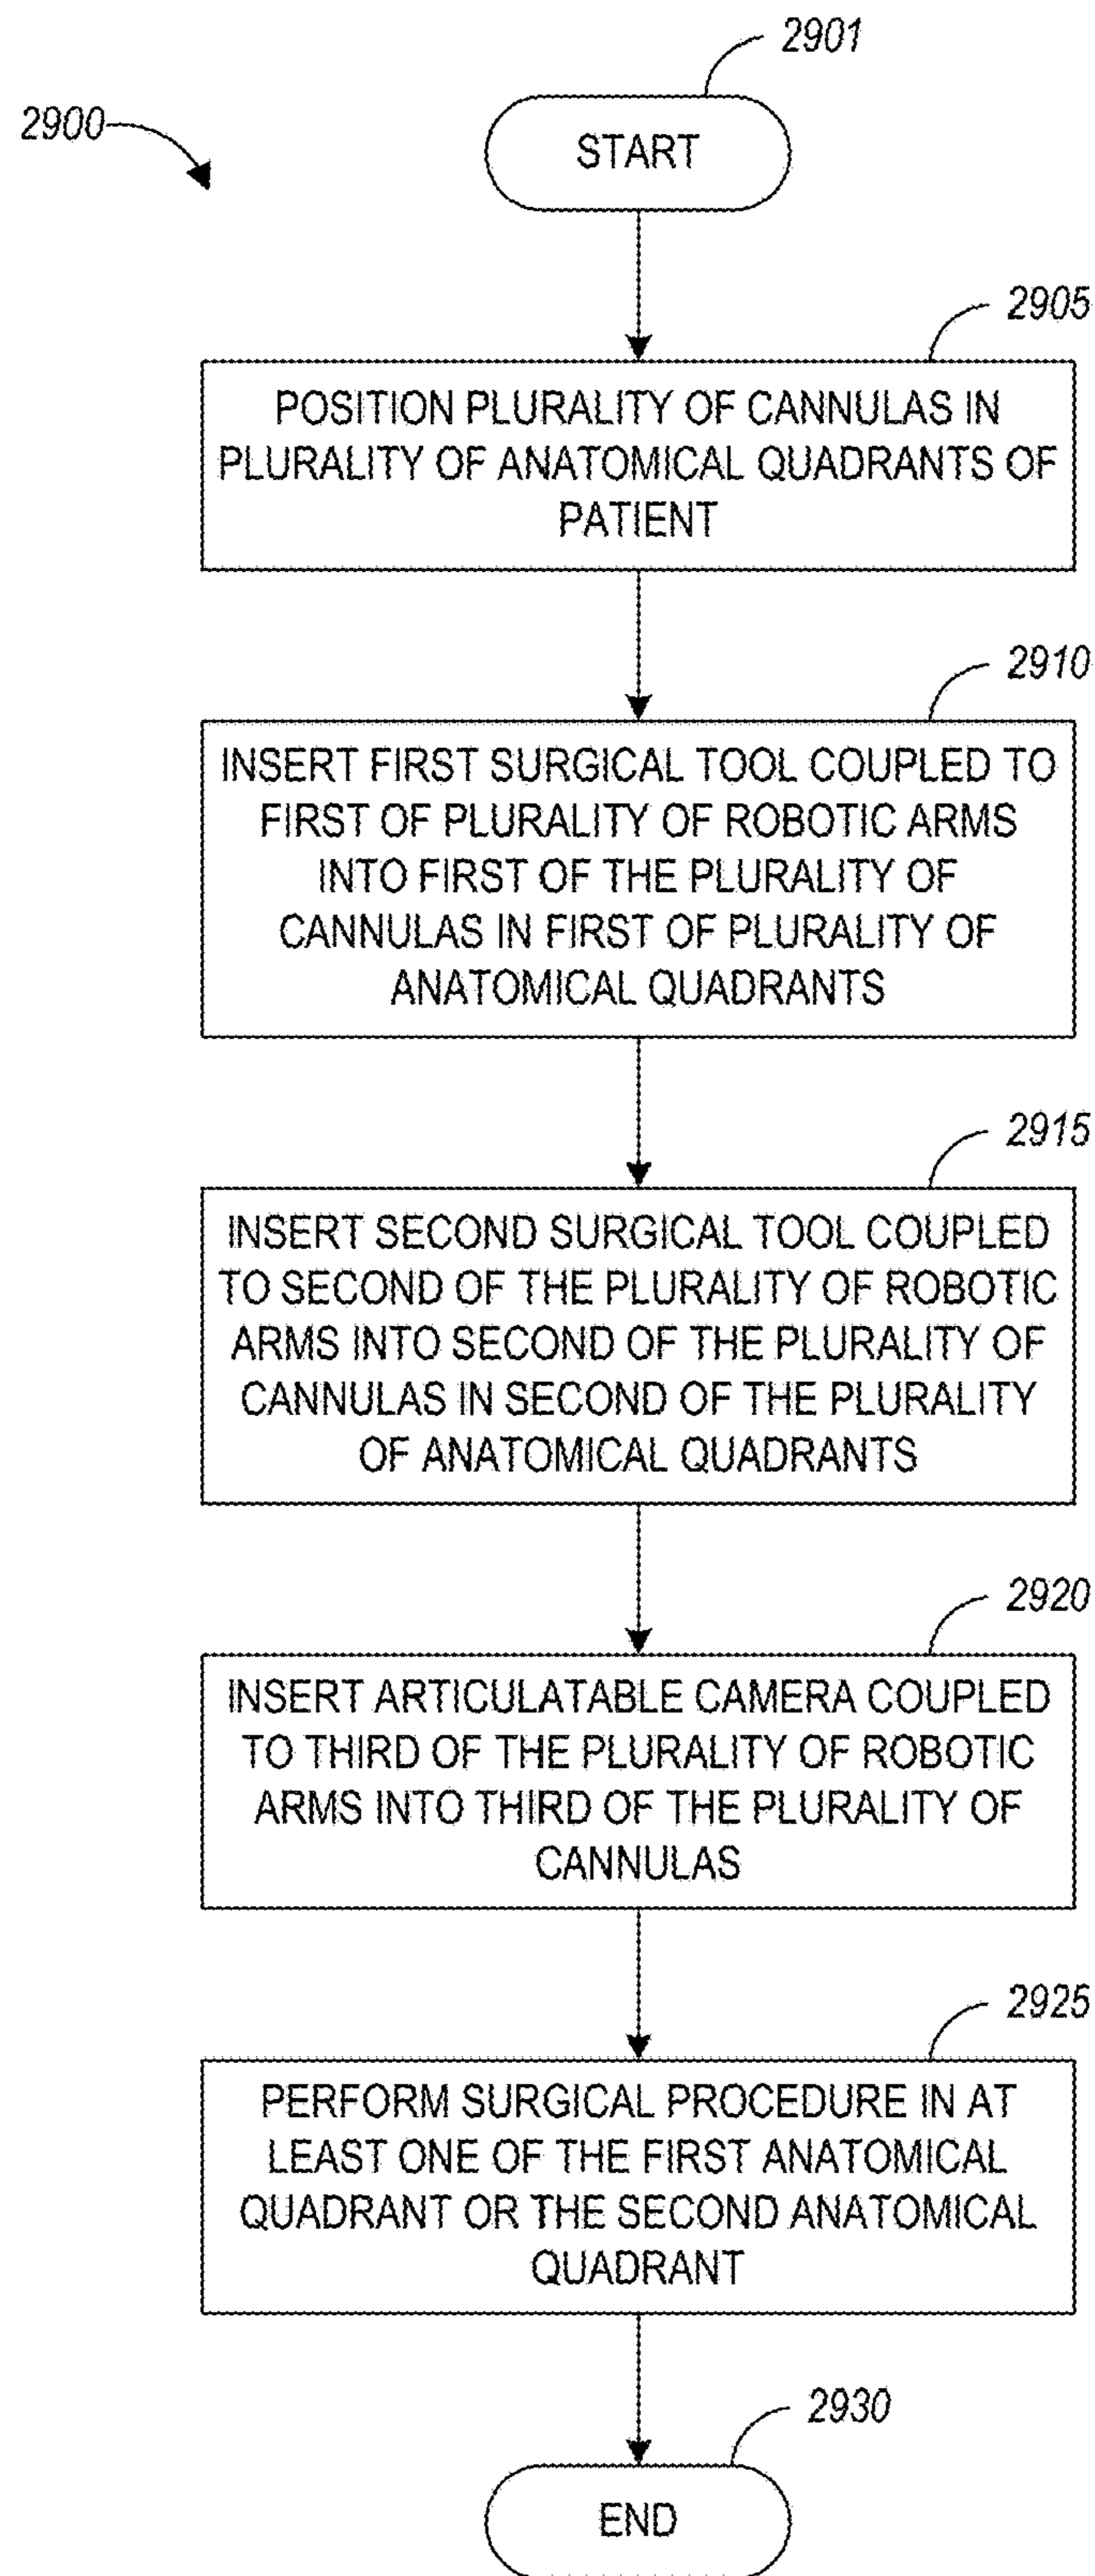 2901
2900
START
2905
POSITION PLURALITY OF CANNULAS IN
PLURALITY OF ANATOMICAL QUADRANTS OF
PATIENT
2910
INSERT FIRST SURGICAL TOOL COUPLED TO
FIRST OF PLURALITY OF ROBOTIC ARMS
INTO FIRST OF THE PLURALITY OF
CANNULAS IN FIRST OF PLURALITY OF
ANATOMICAL QUADRANTS
2915
INSERT SECOND SURGICAL TOOL COUPLED
TO SECOND OF THE PLURALITY OF ROBOTIC
ARMS INTO SECOND OF THE PLURALITY OF
CANNULAS IN SECOND OF THE PLURALITY
OF ANATOMICAL QUADRANTS
2920
INSERT ARTICULATABLE CAMERA COUPLED
TO THIRD OF THE PLURALITY OF ROBOTIC
ARMS INTO THIRD OF THE PLURALITY OF
CANNULAS
2925
PERFORM SURGICAL PROCEDURE IN AT
LEAST ONE OF THE FIRST ANATOMICAL
QUADRANT OR THE SECOND ANATOMICAL
QUADRANT
2930
END